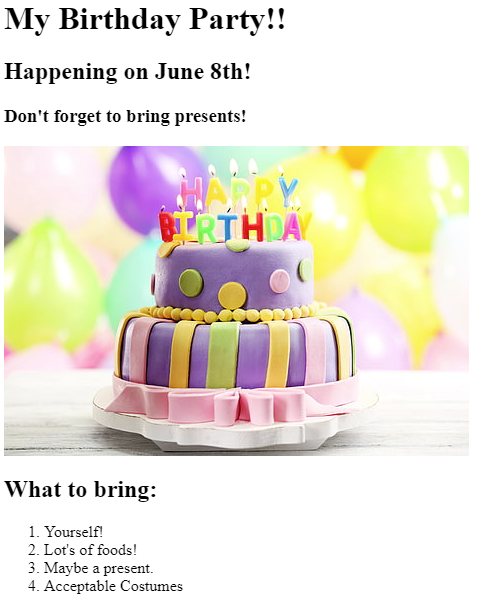 My Birthday Party!!
Happening on June 8th!
Don't forget to bring presents!
HAPPY
BIRTHDAY
What to bring:
1. Yourself!
2. Lot's of foods!
3. Maybe a present.
4. Acceptable Costumes